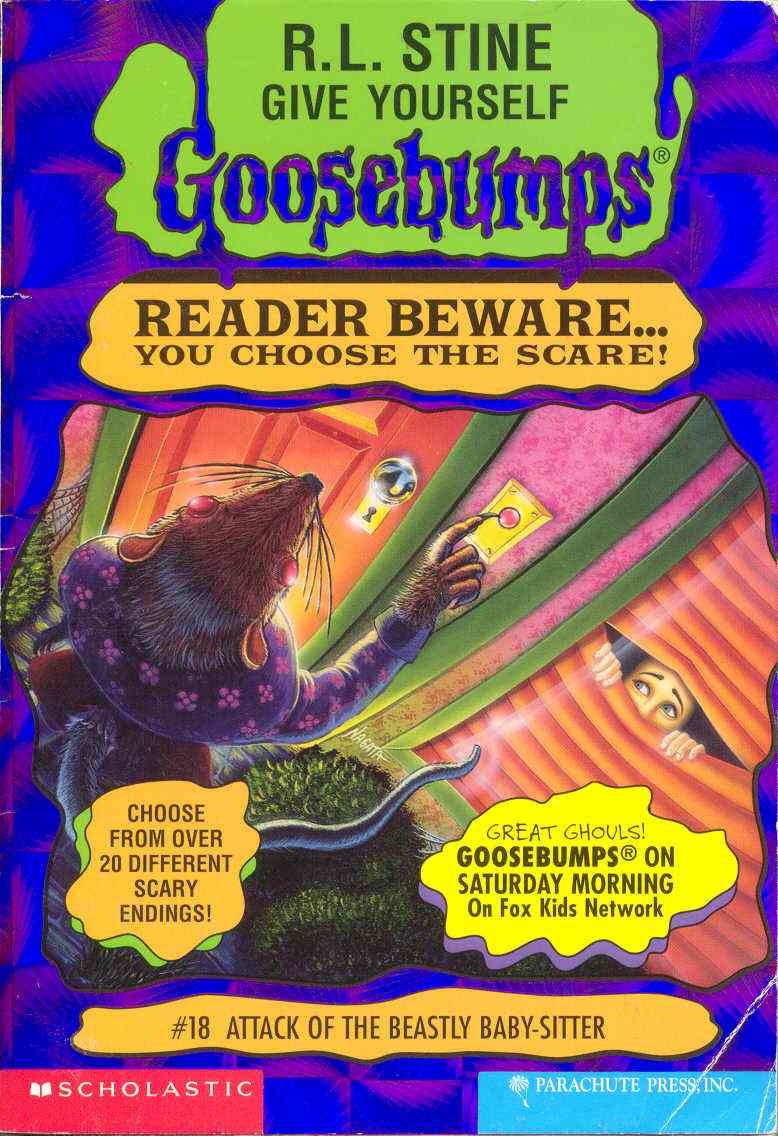 R.L. STINE
GIVE YOURSELF
Goosebumps®
READER BEWARE...
YOU CHOOSE THE SCARE!
NAGATA
CHOOSE
FROM OVER
20 DIFFERENT
SCARY
ENDINGS!
GREAT GHOULS!
GOOSEBUMPS® ON
SATURDAY MORNING
On Fox Kids Network
#18 ATTACK OF THE BEASTLY BABY-SITTER
SCHOLASTIC
PARACHUTE PRESS, INC.